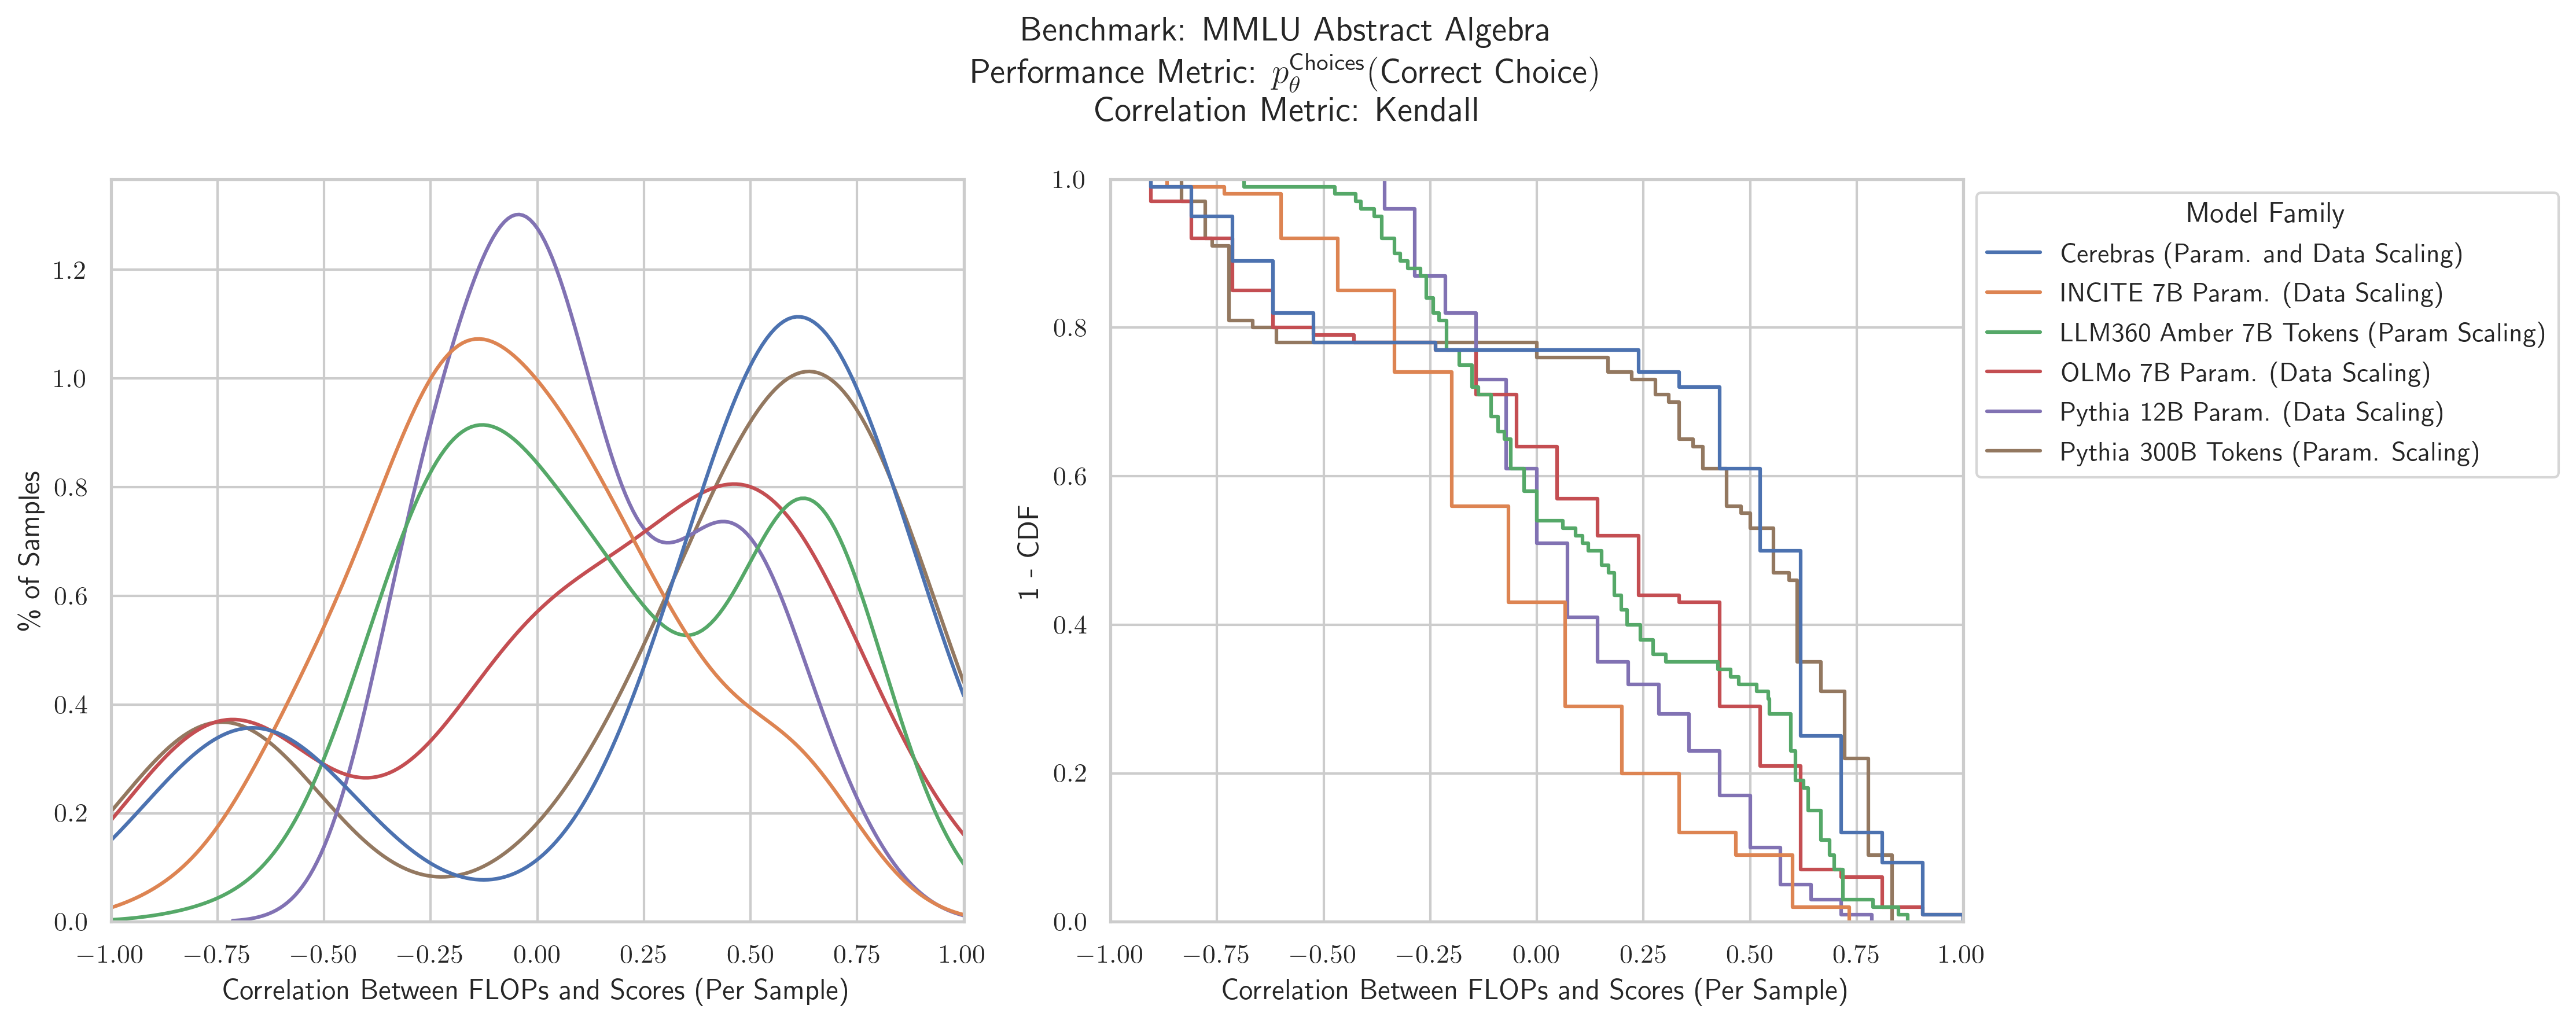 Benchmark: MMLU Abstract Algebra
Performance Metric: $p_{\theta}^{\text{Choices}}$(Correct Choice)
Correlation Metric: Kendall
% of Samples
1.2
1.0
0.8
0.6
0.4
0.2
0.0
−1.00 −0.75 −0.50 −0.25 0.00 0.25 0.50 0.75 1.00
Correlation Between FLOPs and Scores (Per Sample)
1 - CDF
1.0
0.8
0.6
0.4
0.2
0.0
−1.00 −0.75 −0.50 −0.25 0.00 0.25 0.50 0.75 1.00
Correlation Between FLOPs and Scores (Per Sample)
Model Family
Cerebras (Param. and Data Scaling)
INCITE 7B Param. (Data Scaling)
LLM360 Amber 7B Tokens (Param Scaling)
OLMo 7B Param. (Data Scaling)
Pythia 12B Param. (Data Scaling)
Pythia 300B Tokens (Param. Scaling)